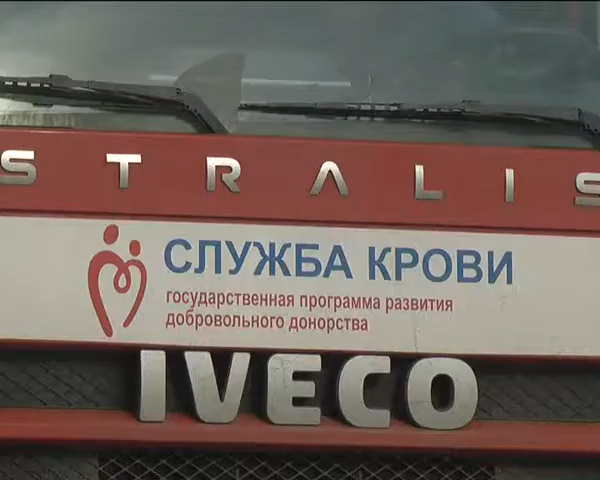 STRALIS
СЛУЖБА КРОВИ
государственная программа развития
добровольного донорства
IVECO